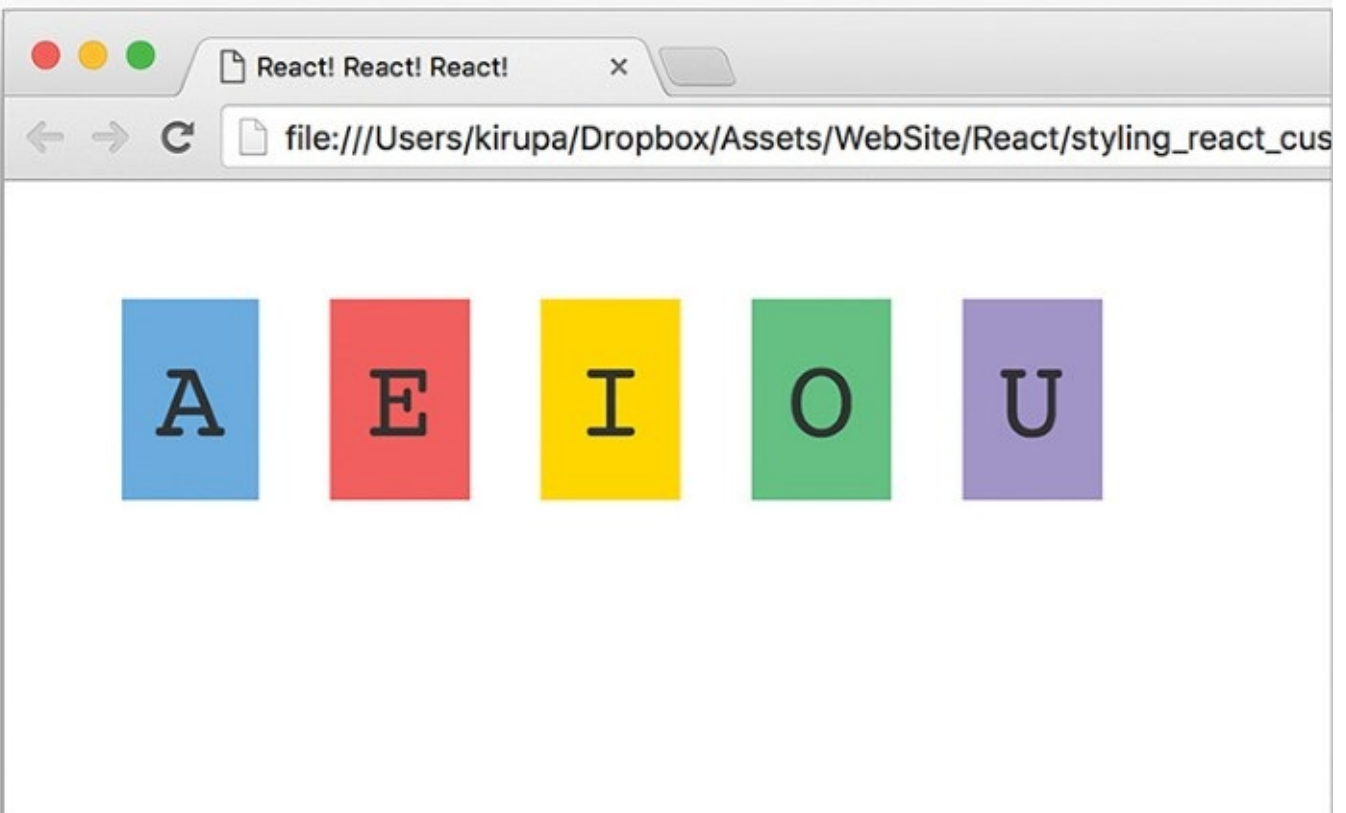 React! React! React!
file:///Users/kirupa/Dropbox/Assets/WebSite/React/styling_react_cus
A E I O U